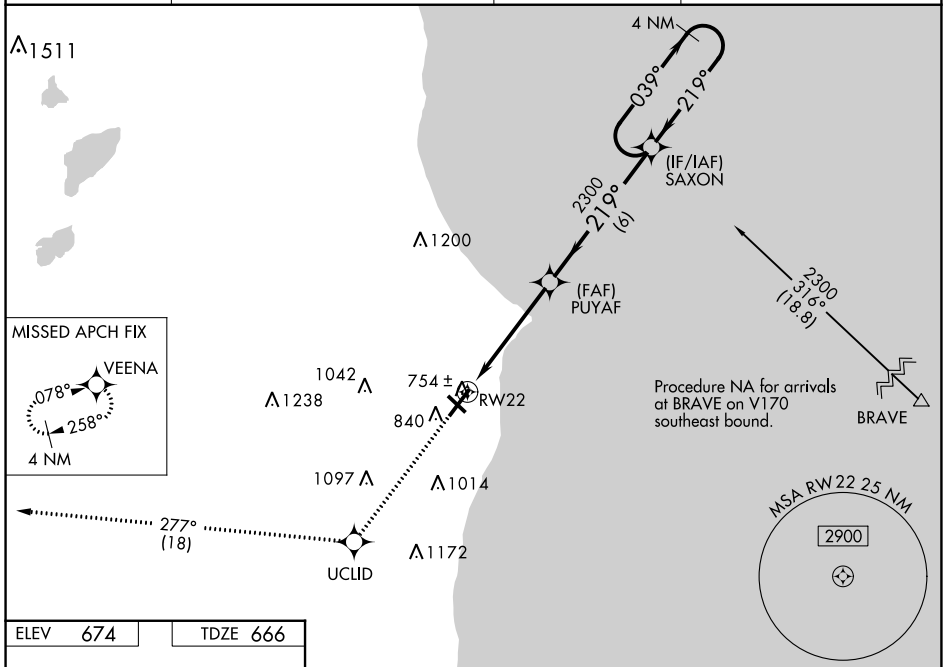 1511
4 NM
039°
219°
(IF/IAF)
SAXON
2300
219°
(6)
1200
(FAF)
PUYAF
2300
316°
(18.8)
MISSED APCH FIX
VEENA
078°
258°
4 NM
1042
754 ±
RW22
1238
840
Procedure NA for arrivals
at BRAVE on V170
southeast bound.
BRAVE
1097
1014
MSA RW 22 25 NM
2900
277°
(18)
UCLID
1172
ELEV 674
TDZE 666